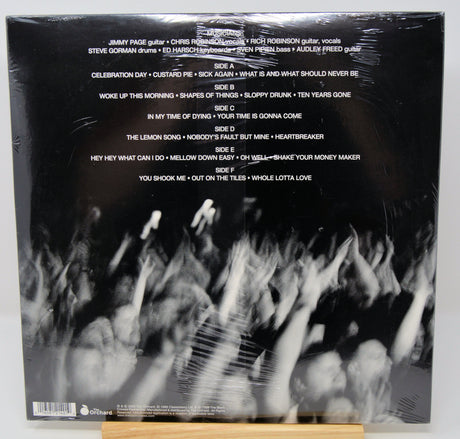 MUSICIANS
JIMMY PAGE guitar • CHRIS ROBINSON vocals • RICH ROBINSON guitar, vocals
STEVE GORMAN drums • ED HARSCH keyboards • SVEN PIPIEN bass • AUDLEY FREED guitar
SIDE A
CELEBRATION DAY • CUSTARD PIE • SICK AGAIN • WHAT IS AND WHAT SHOULD NEVER BE
SIDE B
WOKE UP THIS MORNING • SHAPES OF THINGS • SLOPPY DRUNK • TEN YEARS GONE
SIDE C
IN MY TIME OF DYING • YOUR TIME IS GONNA COME
SIDE D
THE LEMON SONG • NOBODY'S FAULT BUT MINE • HEARTBREAKER
SIDE E
HEY HEY WHAT CAN I DO • MELLOW DOWN EASY • OH WELL • SHAKE YOUR MONEY MAKER
SIDE F
YOU SHOOK ME • OUT ON THE TILES • WHOLE LOTTA LOVE
the orchard